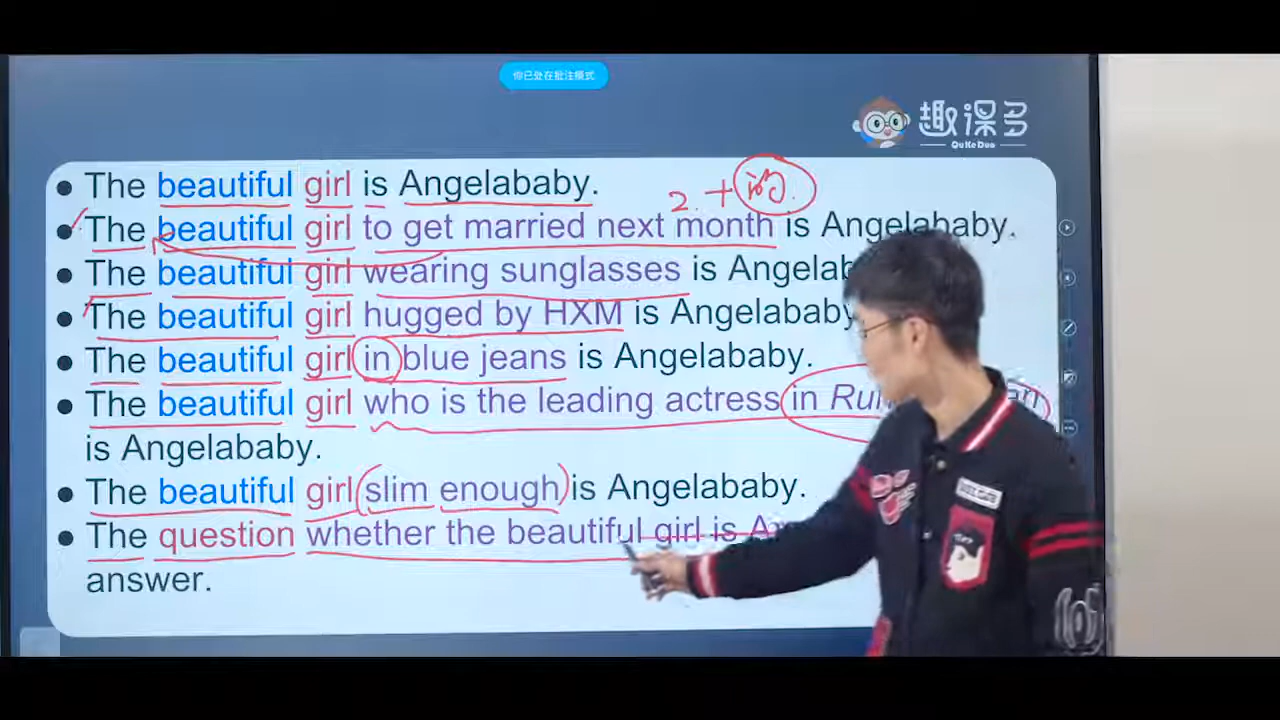 你已处在批注模式
趣课多
QuKeDuo
The beautiful girl is Angelababy.
2. + 的
The beautiful girl to get married next month is Angelababy.
The beautiful girl wearing sunglasses is Angelab
The beautiful girl hugged by HXM is Angelababy
The beautiful girl in blue jeans is Angelababy.
The beautiful girl who is the leading actress in
is Angelababy.
The beautiful girl slim enough is Angelababy.
The question whether the beautiful girl is
answer.